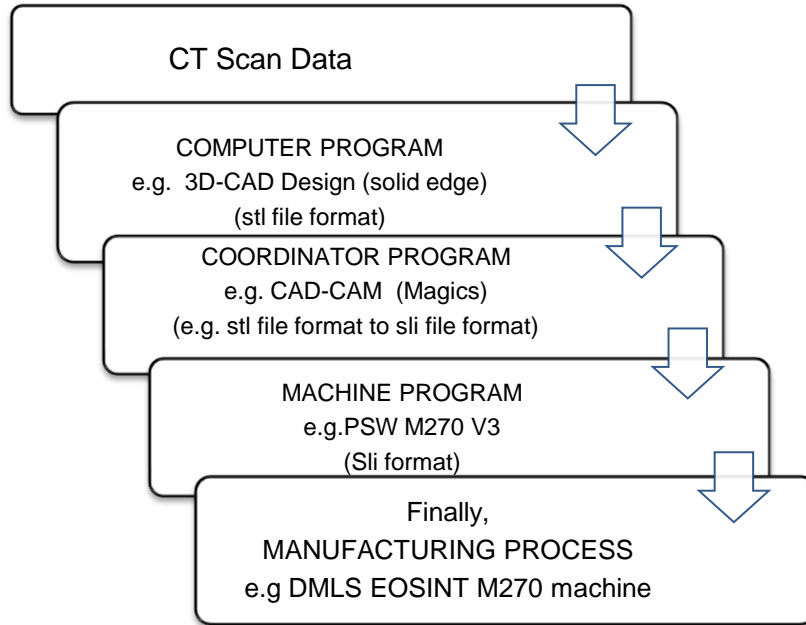 CT Scan Data
COMPUTER PROGRAM
e.g. 3D-CAD Design (solid edge)
(stl file format)
COORDINATOR PROGRAM
e.g. CAD-CAM (Magics)
(e.g. stl file format to sli file format)
MACHINE PROGRAM
e.g.PSW M270 V3
(Sli format)
Finally,
MANUFACTURING PROCESS
e.g DMLS EOSINT M270 machine